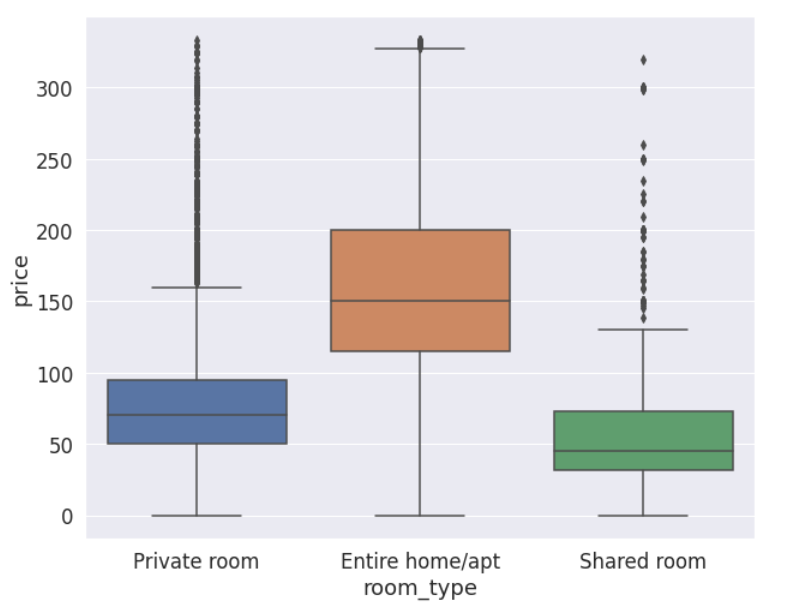 300
250
200
150
100
50
0
price
Private room
Entire home/apt
Shared room
room_type